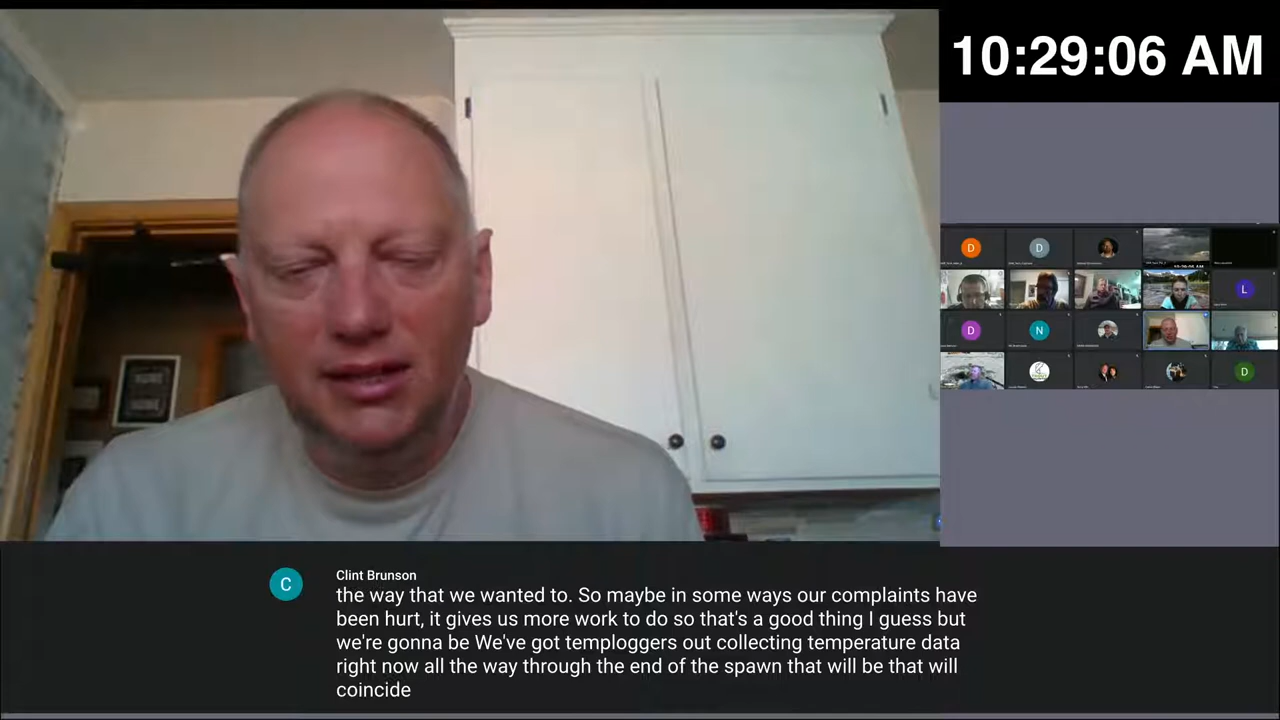 10:29:06 AM
D
D
L
D
N
D
C
Clint Brunson
the way that we wanted to. So maybe in some ways our complaints have
been hurt, it gives us more work to do so that's a good thing I guess but
we're gonna be We've got temploggers out collecting temperature data
right now all the way through the end of the spawn that will be that will
coincide